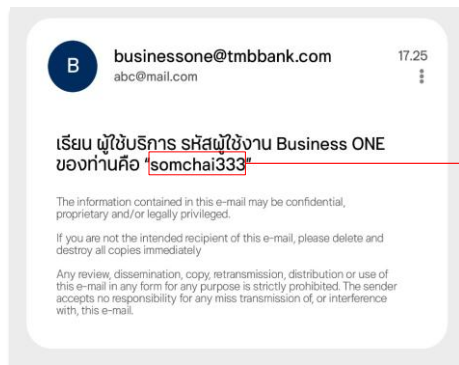 B
businessone@tmbbank.com
17.25
abc@mail.com
เรียน ผู้ใช้บริการ รหัสผู้ใช้งาน Business ONE
ของท่านคือ "somchai333"
The information contained in this e-mail may be confidential,
proprietary and/or legally privileged.
If you are not the intended recipient of this e-mail, please delete and
destroy all copies immediately
Any review, dissemination, copy, retransmission, distribution or use of
this e-mail in any form for any purpose is strictly prohibited. The sender
accepts no responsibility for any miss transmission of, or interference
with, this e-mail.